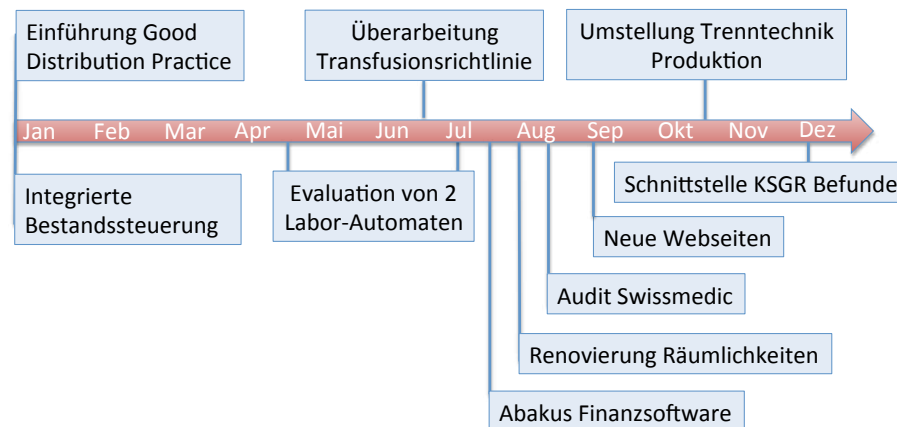 Einführung Good
Distribution Practice
Überarbeitung
Transfusionsrichtlinie
Umstellung Trenntechnik
Produktion
Jan Feb Mar Apr Mai Jun Jul Aug Sep Okt Nov Dez
Integrierte
Bestandssteuerung
Evaluation von 2
Labor-Automaten
Schnittstelle KSGR Befunde
Neue Webseiten
Audit Swissmedic
Renovierung Räumlichkeiten
Abakus Finanzsoftware